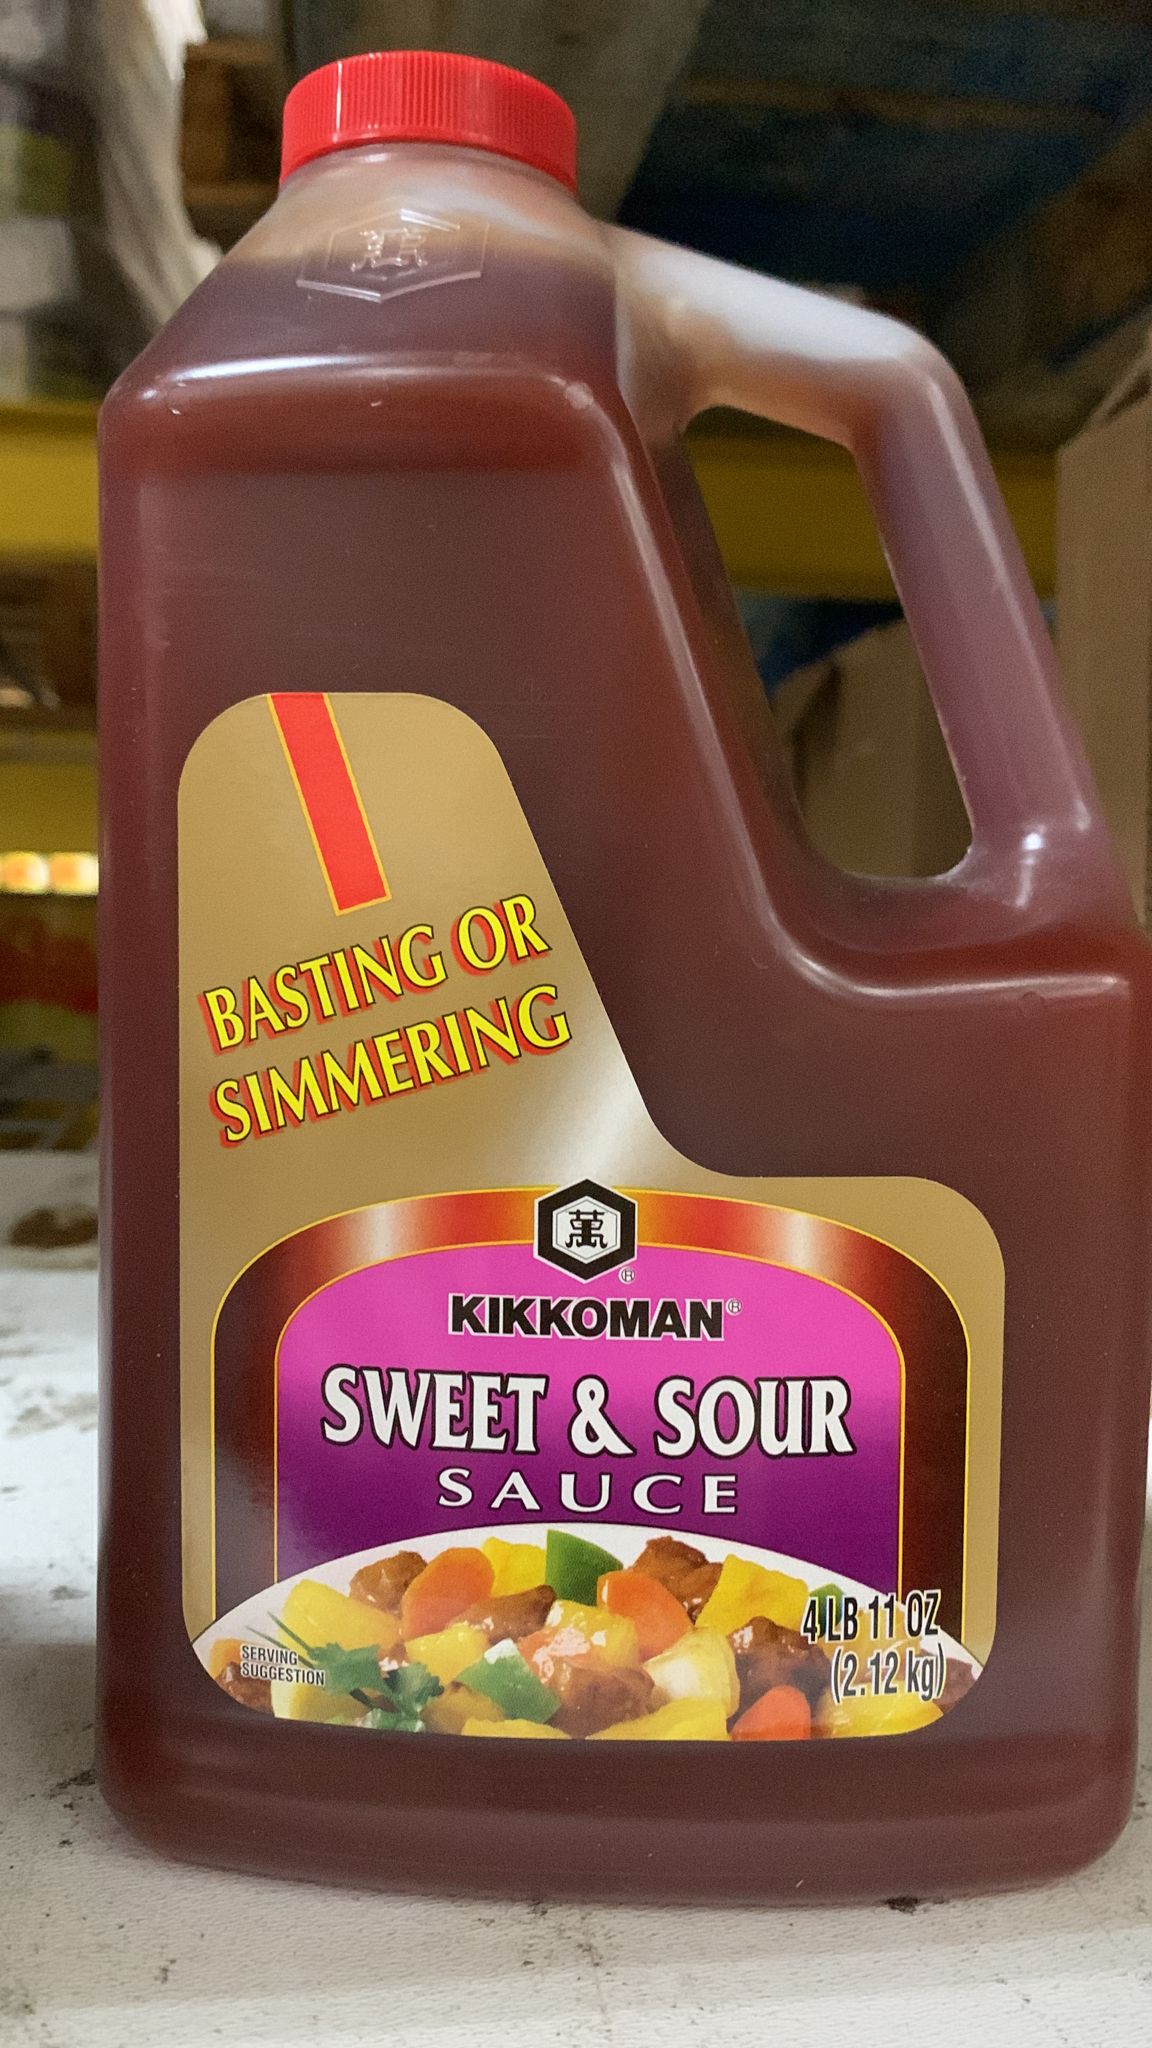 BASTING OR
SIMMERING
萬
®
KIKKOMAN®
SWEET & SOUR
SAUCE
SERVING
SUGGESTION
4 LB 11 OZ
(2.12 kg)